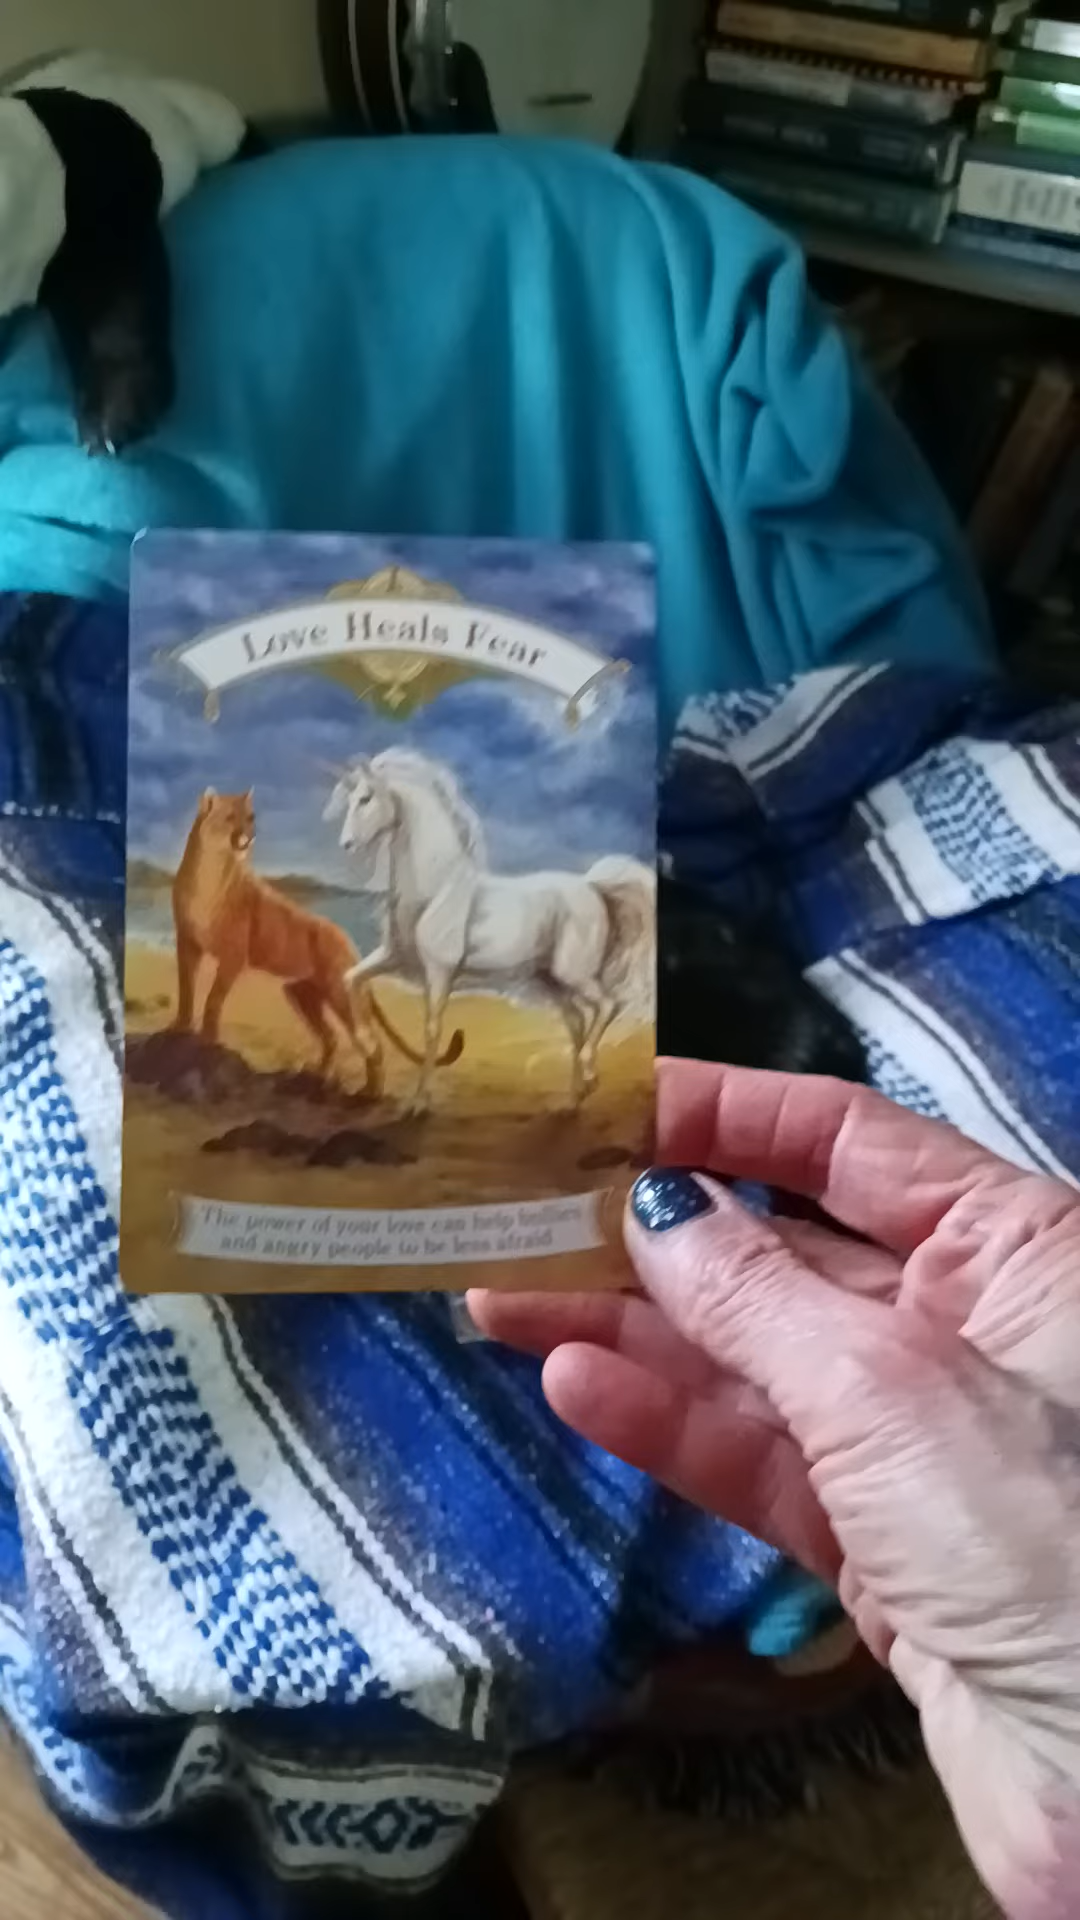 Love Heals Fear
The power of your love can help bullies
and angry people to be less afraid